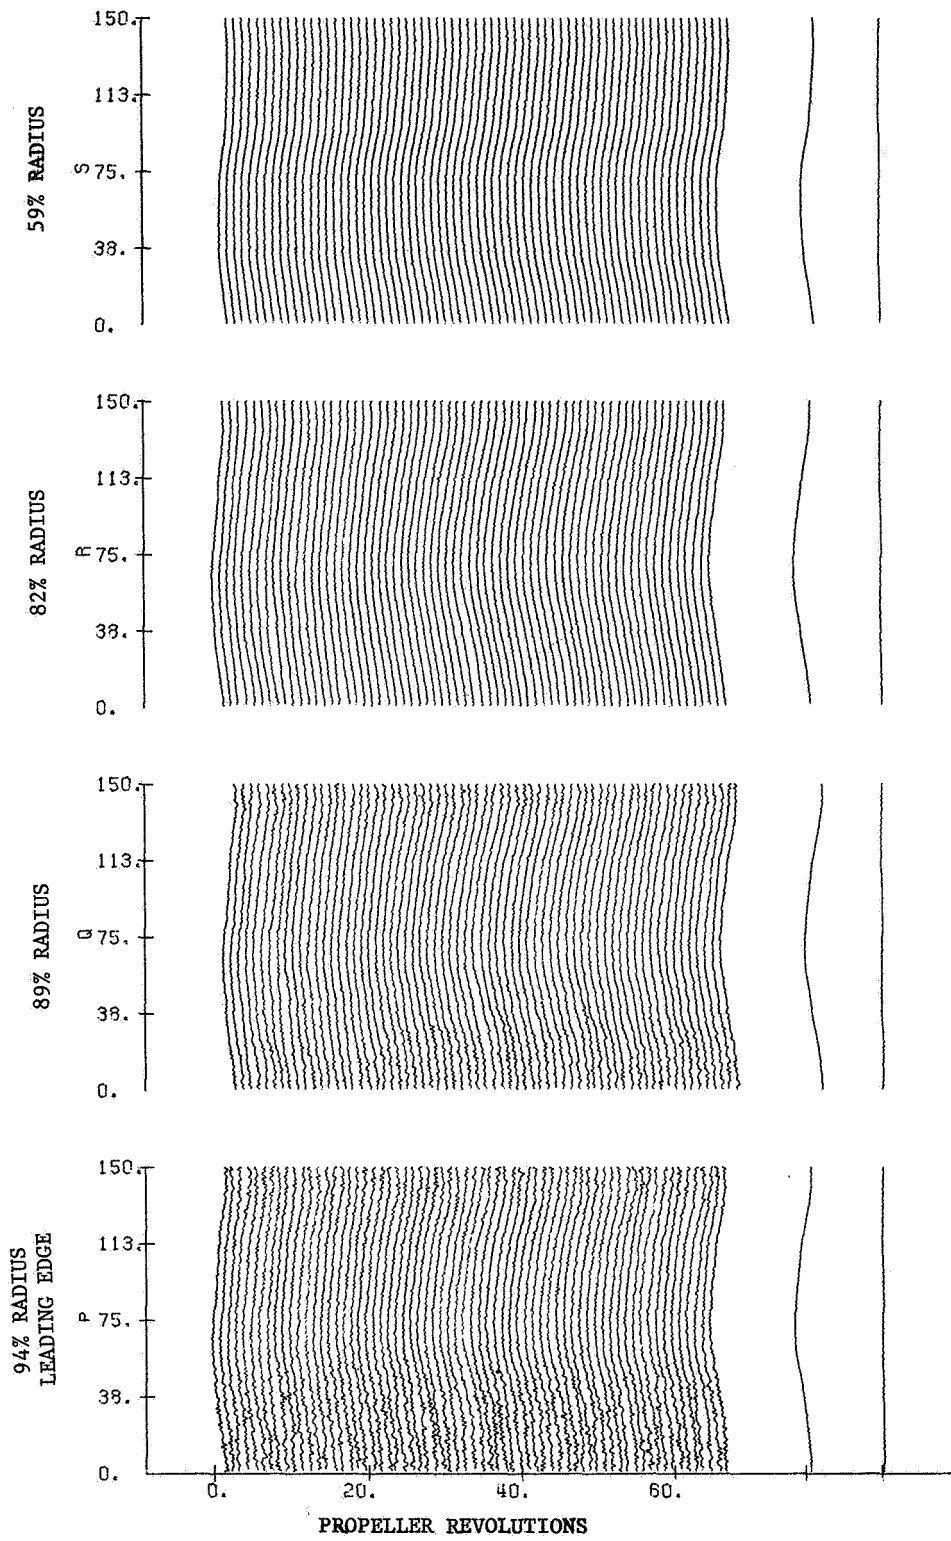 150.
113.
59% RADIUS
S
75.
38.
0.
150.
113.
82% RADIUS
R
75.
38.
0.
150.
113.
89% RADIUS
Q
75.
38.
0.
150.
113.
94% RADIUS
LEADING EDGE
P
75.
38.
0.
0. 20. 40. 60.
PROPELLER REVOLUTIONS